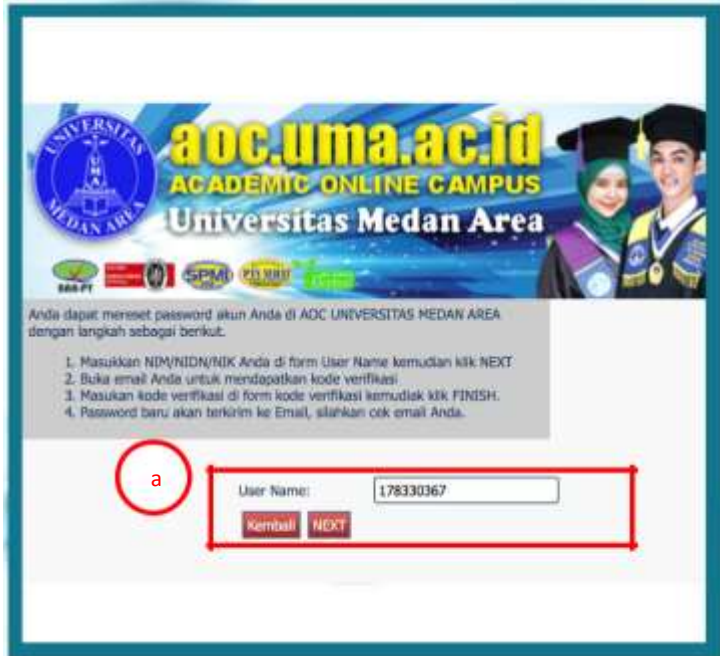 UNIVERSITAS
UMA
MEDAN AREA
aoc.uma.ac.id
ACADEMIC ONLINE CAMPUS
Universitas Medan Area
BAN-PT
SPMI
Anda dapat mereset password akun Anda di AOC UNIVERSITAS MEDAN AREA
dengan langkah sebagai berikut.
1. Masukkan NIM/NIDN/NIK Anda di form User Name kemudian klik NEXT
2. Buka email Anda untuk mendapatkan kode verifikasi
3. Masukan kode verifikasi di form kode verifikasi kemudiak klik FINISH.
4. Password baru akan terkirim ke Email, silahkan cek email Anda.
a
User Name: 178330367
Kembali NEXT